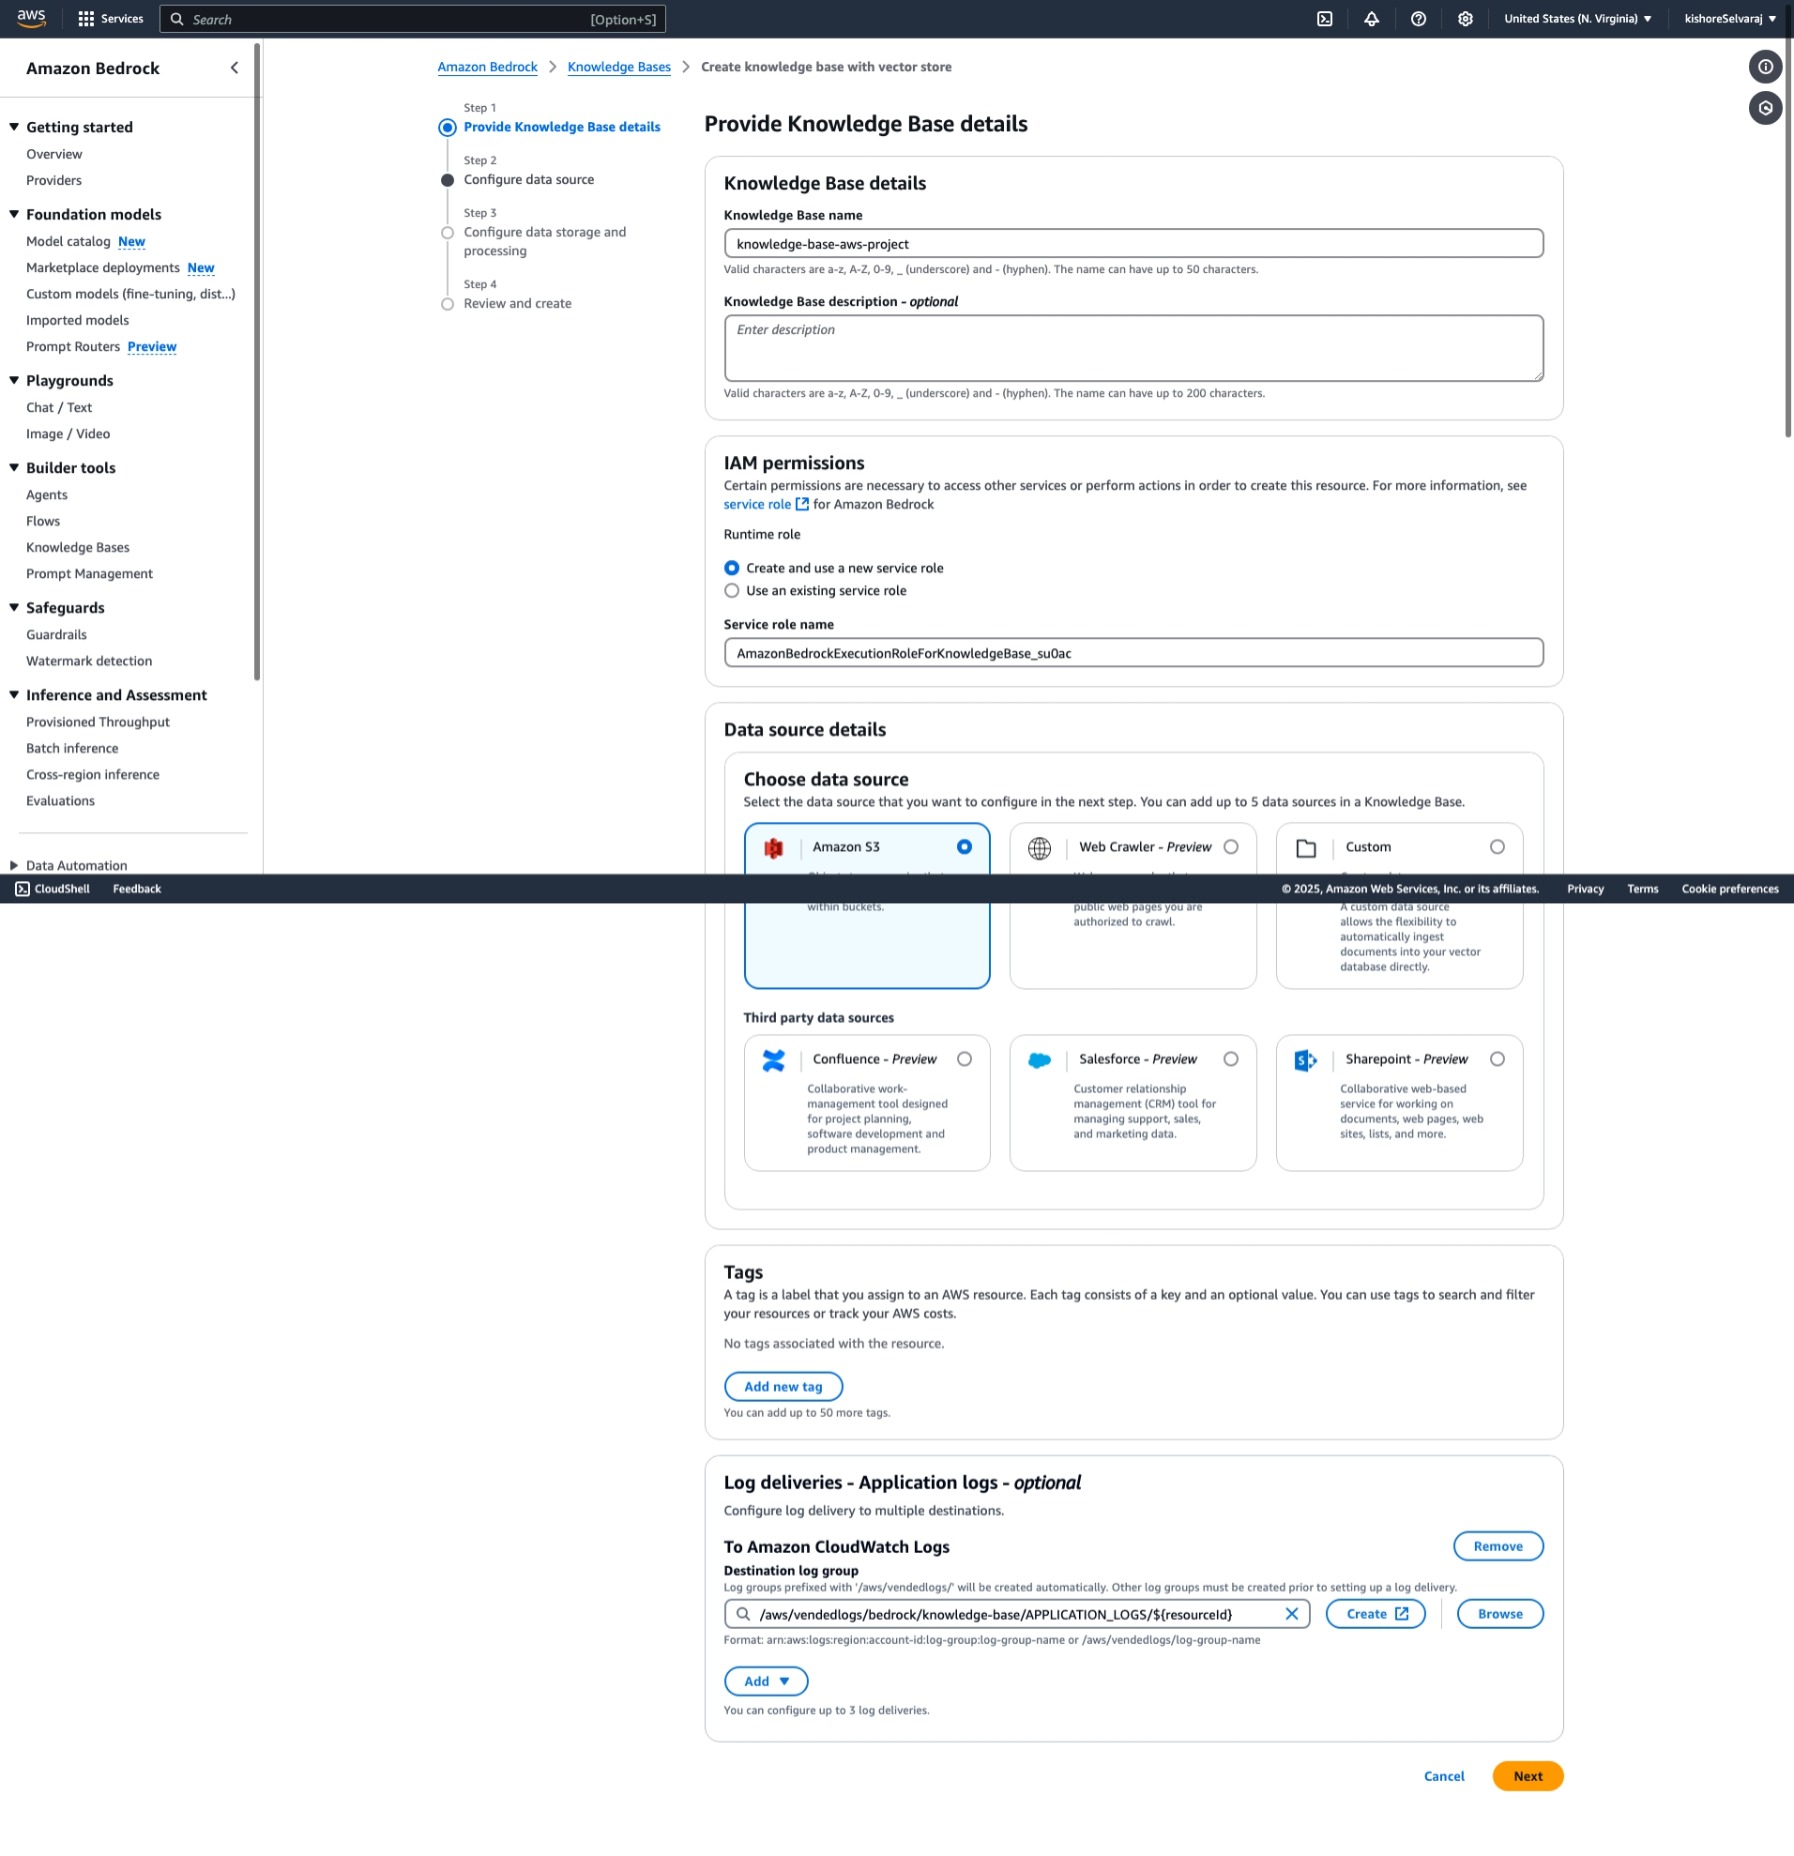 aws
Services
Search
[Option+S]
United States (N. Virginia)
kishoreSelvaraj
Amazon Bedrock
Getting started
Overview
Providers
Foundation models
Model catalog New
Marketplace deployments New
Custom models (fine-tuning, dist...)
Imported models
Prompt Routers Preview
Playgrounds
Chat / Text
Image / Video
Builder tools
Agents
Flows
Knowledge Bases
Prompt Management
Safeguards
Guardrails
Watermark detection
Inference and Assessment
Provisioned Throughput
Batch inference
Cross-region inference
Evaluations
Data Automation
Amazon Bedrock
Knowledge Bases
Create knowledge base with vector store
Step 1
Provide Knowledge Base details
Step 2
Configure data source
Step 3
Configure data storage and
processing
Step 4
Review and create
Provide Knowledge Base details
Knowledge Base details
Knowledge Base name
knowledge-base-aws-project
Valid characters are a-z, A-Z, 0-9, _ (underscore) and - (hyphen). The name can have up to 50 characters.
Knowledge Base description - optional
Enter description
Valid characters are a-z, A-Z, 0-9, _ (underscore) and - (hyphen). The name can have up to 200 characters.
IAM permissions
Certain permissions are necessary to access other services or perform actions in order to create this resource. For more information, see
service role for Amazon Bedrock
Runtime role
Create and use a new service role
Use an existing service role
Service role name
AmazonBedrockExecutionRoleForKnowledgeBase_su0ac
Data source details
Choose data source
Select the data source that you want to configure in the next step. You can add up to 5 data sources in a Knowledge Base.
Amazon S3
within buckets.
Web Crawler - Preview
public web pages you are
authorized to crawl.
Custom
A custom data source
allows the flexibility to
automatically ingest
documents into your vector
database directly.
CloudShell
Feedback
© 2025, Amazon Web Services, Inc. or its affiliates.
Privacy
Terms
Cookie preferences
Third party data sources
Confluence - Preview
Collaborative work-
management tool designed
for project planning,
software development and
product management.
Salesforce - Preview
Customer relationship
management (CRM) tool for
managing support, sales,
and marketing data.
Sharepoint - Preview
Collaborative web-based
service for working on
documents, web pages, web
sites, lists, and more.
Tags
A tag is a label that you assign to an AWS resource. Each tag consists of a key and an optional value. You can use tags to search and filter
your resources or track your AWS costs.
No tags associated with the resource.
Add new tag
You can add up to 50 more tags.
Log deliveries - Application logs - optional
Configure log delivery to multiple destinations.
To Amazon CloudWatch Logs
Remove
Destination log group
Log groups prefixed with '/aws/vendedlogs/' will be created automatically. Other log groups must be created prior to setting up a log delivery.
/aws/vendedlogs/bedrock/knowledge-base/APPLICATION_LOGS/${resourceId}
Create
Browse
Format: arn:aws:logs:region:account-id:log-group:log-group-name or /aws/vendedlogs/log-group-name
Add
You can configure up to 3 log deliveries.
Cancel
Next